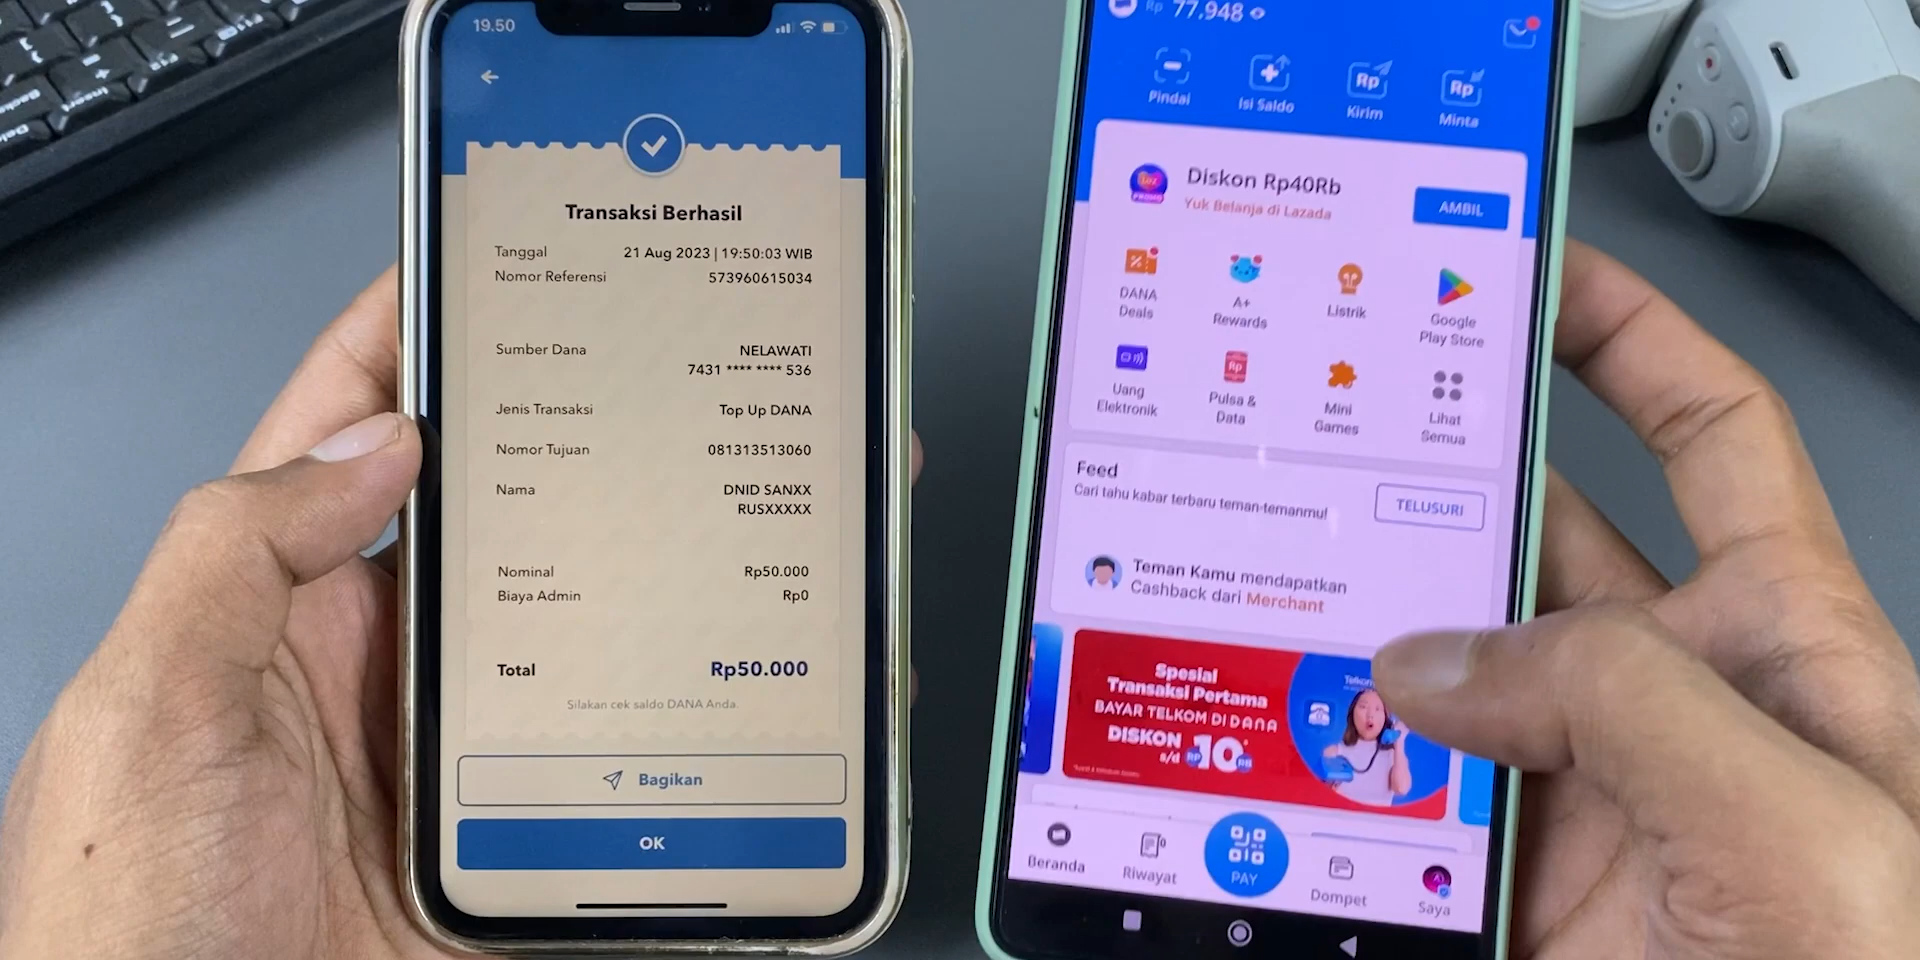 19.50
Transaksi Berhasil
Tanggal 21 Aug 2023 | 19:50:03 WIB
Nomor Referensi 573960615034
Sumber Dana NELAWATI
7431 **** **** 536
Jenis Transaksi Top Up DANA
Nomor Tujuan 081313513060
Nama DNID SANXX
RUSXXXXX
Nominal Rp50.000
Biaya Admin Rp0
Total Rp50.000
Silakan cek saldo DANA Anda.
Bagikan
OK
Rp 77.948
Pindai Isi Saldo Kirim Minta
Diskon Rp40Rb
Yuk Belanja di Lazada
AMBIL
DANA
Deals
A+
Rewards
Listrik
Google
Play Store
Uang
Elektronik
Pulsa &
Data
Mini
Games
Lihat
Semua
Feed
Cari tahu kabar terbaru teman-temanmu!
TELUSURI
Teman Kamu mendapatkan
Cashback dari Merchant
Spesial
Transaksi Pertama
BAYAR TELKOM DI DANA
DISKON
s/d RP 10 RB
Beranda Riwayat PAY Dompet Saya
Insert